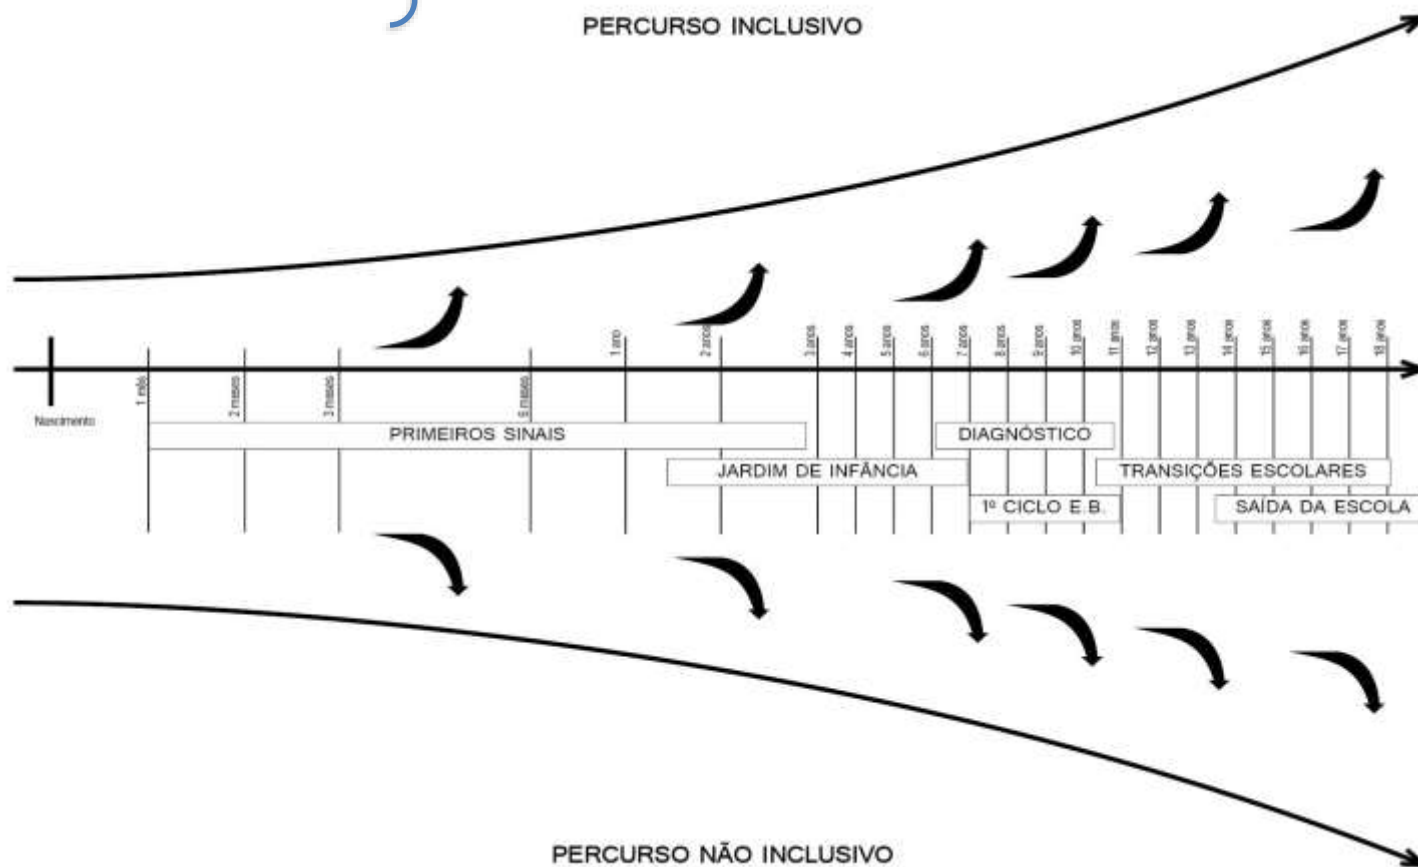 PERCURSO INCLUSIVO
1 ano
2 anos
3 anos
4 anos
5 anos
6 anos
7 anos
8 anos
9 anos
10 anos
11 anos
12 anos
13 anos
14 anos
15 anos
16 anos
17 anos
18 anos
Nascimento
1 mês
2 meses
3 meses
6 meses
PRIMEIROS SINAIS
DIAGNÓSTICO
JARDIM DE INFÂNCIA
TRANSIÇÕES ESCOLARES
1º CICLO E.B.
SAÍDA DA ESCOLA
PERCURSO NÃO INCLUSIVO